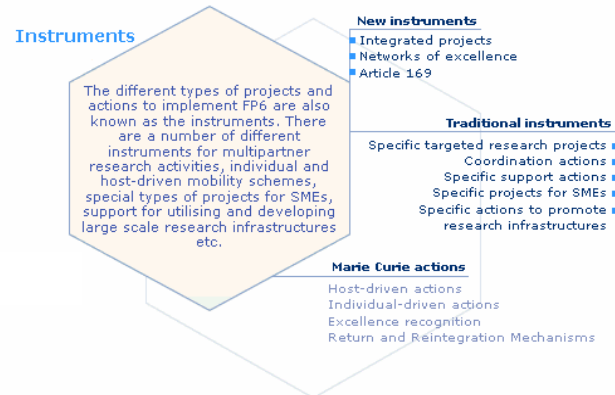 Instruments
The different types of projects and
actions to implement FP6 are also
known as the instruments. There
are a number of different
instruments for multipartner
research activities, individual and
host-driven mobility schemes,
special types of projects for SMEs,
support for utilising and developing
large scale research infrastructures
etc.
New instruments
Integrated projects
Networks of excellence
Article 169
Traditional instruments
Specific targeted research projects
Coordination actions
Specific support actions
Specific projects for SMEs
Specific actions to promote
research infrastructures
Marie Curie actions
Host-driven actions
Individual-driven actions
Excellence recognition
Return and Reintegration Mechanisms